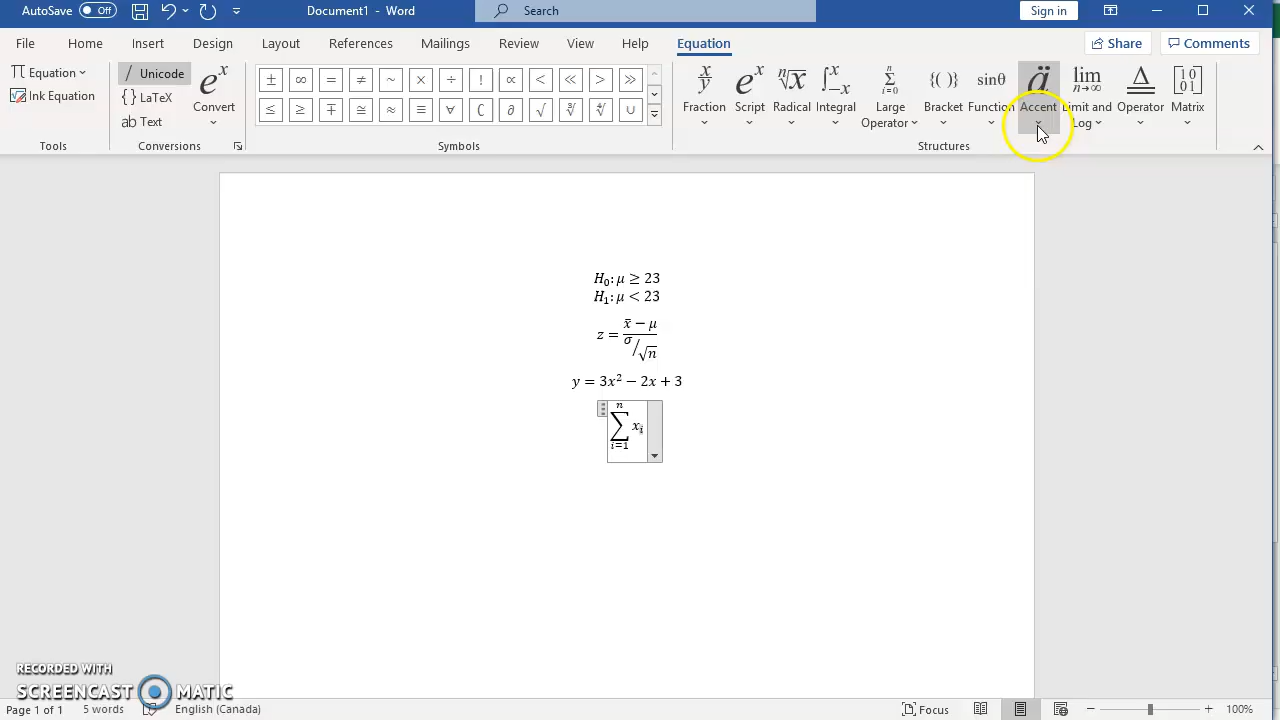 AutoSave Off Document1 - Word Search Sign in
File Home Insert Design Layout References Mailings Review View Help Equation Share Comments
Equation Unicode
Ink Equation { } LaTeX
ab Text
Convert
± ∞ = ≠ ~ × ÷ ! ∝ < ≪ > ≫
≤ ≥ ∓ ≅ ≈ ≡ ∀ ∁ ∂ √ ∛ ∜ ∪
Fraction Script Radical Integral Large Operator Bracket Function Accent Limit and Log Operator Matrix
Tools Conversions Symbols Structures
H₀: μ ≥ 23
H₁: μ < 23
z = (x̄ − μ)/(σ/√n)
y = 3x² − 2x + 3
∑ⁿᵢ₌₁ xᵢ
RECORDED WITH
SCREENCAST MATIC
Page 1 of 1 5 words English (Canada) Focus 100%